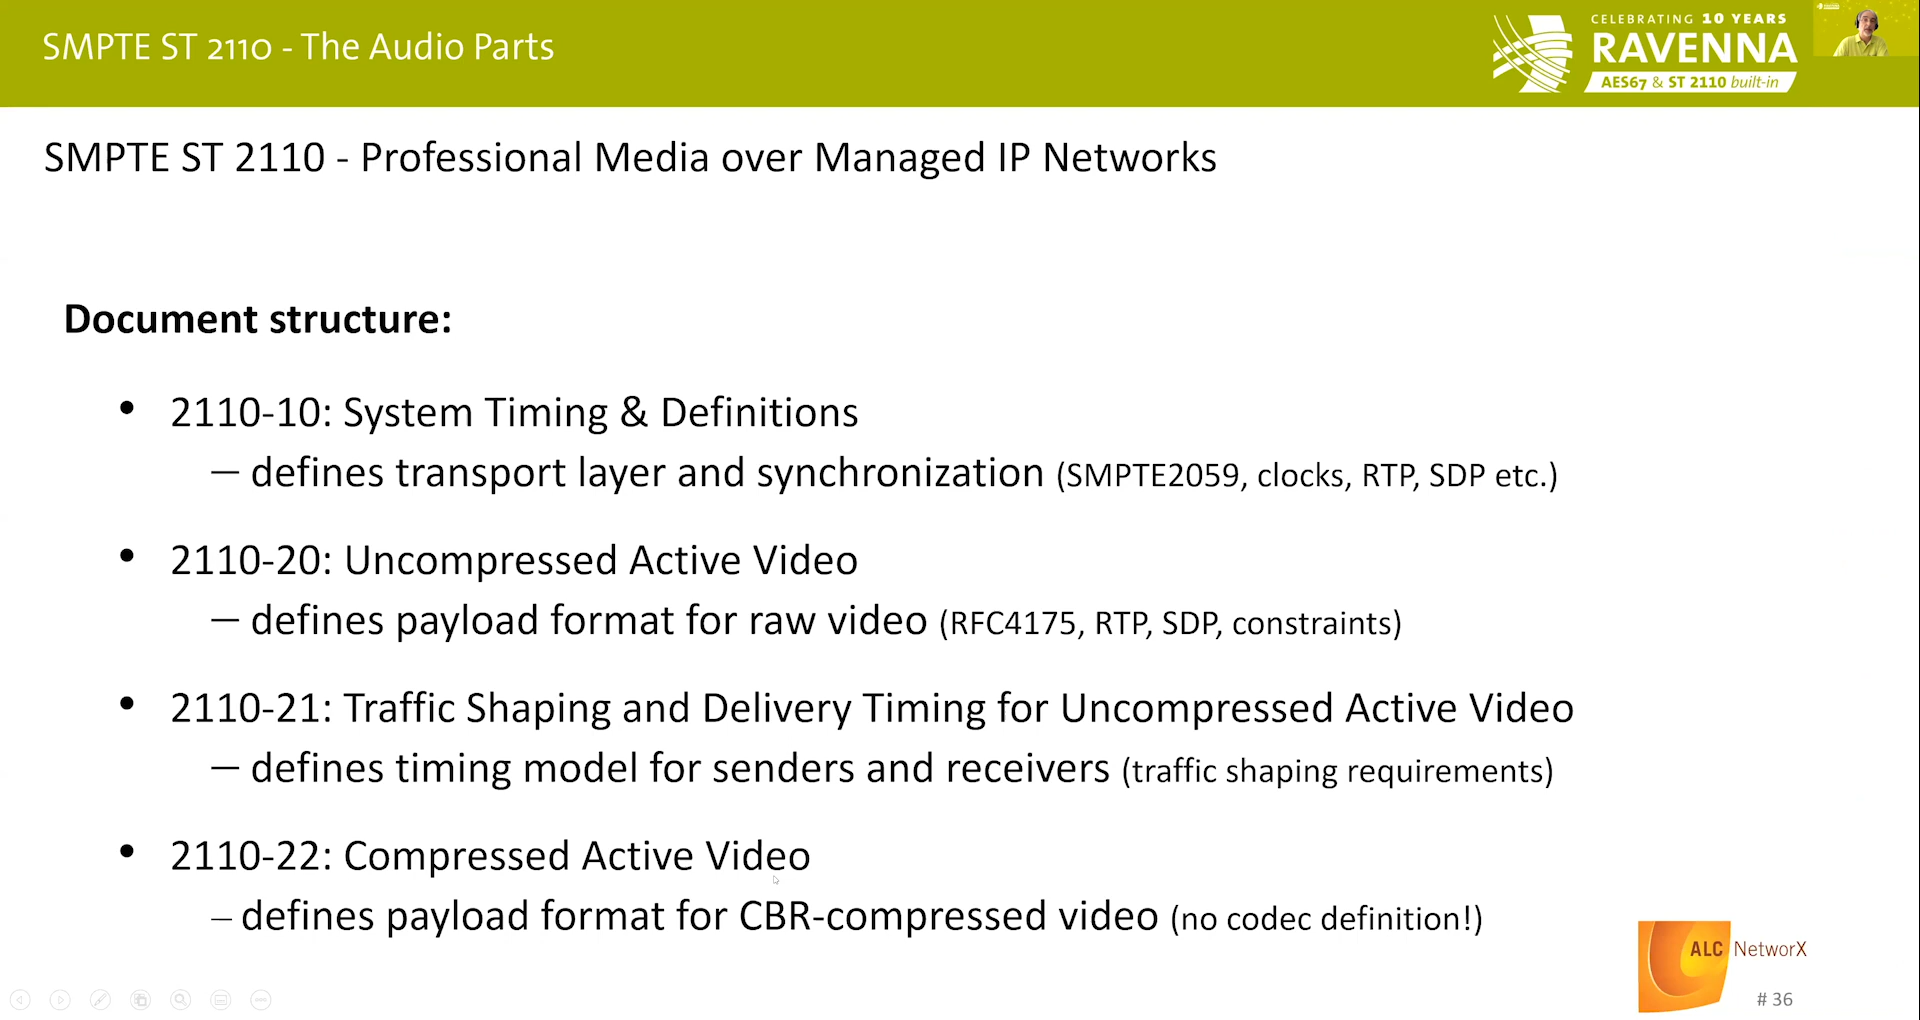 SMPTE ST 2110 - The Audio Parts
CELEBRATING 10 YEARS
RAVENNA
AES67 & ST 2110 built-in
SMPTE ST 2110 - Professional Media over Managed IP Networks
Document structure:
• 2110-10: System Timing & Definitions
– defines transport layer and synchronization (SMPTE2059, clocks, RTP, SDP etc.)
• 2110-20: Uncompressed Active Video
– defines payload format for raw video (RFC4175, RTP, SDP, constraints)
• 2110-21: Traffic Shaping and Delivery Timing for Uncompressed Active Video
– defines timing model for senders and receivers (traffic shaping requirements)
• 2110-22: Compressed Active Video
– defines payload format for CBR-compressed video (no codec definition!)
ALC NetworX
# 36